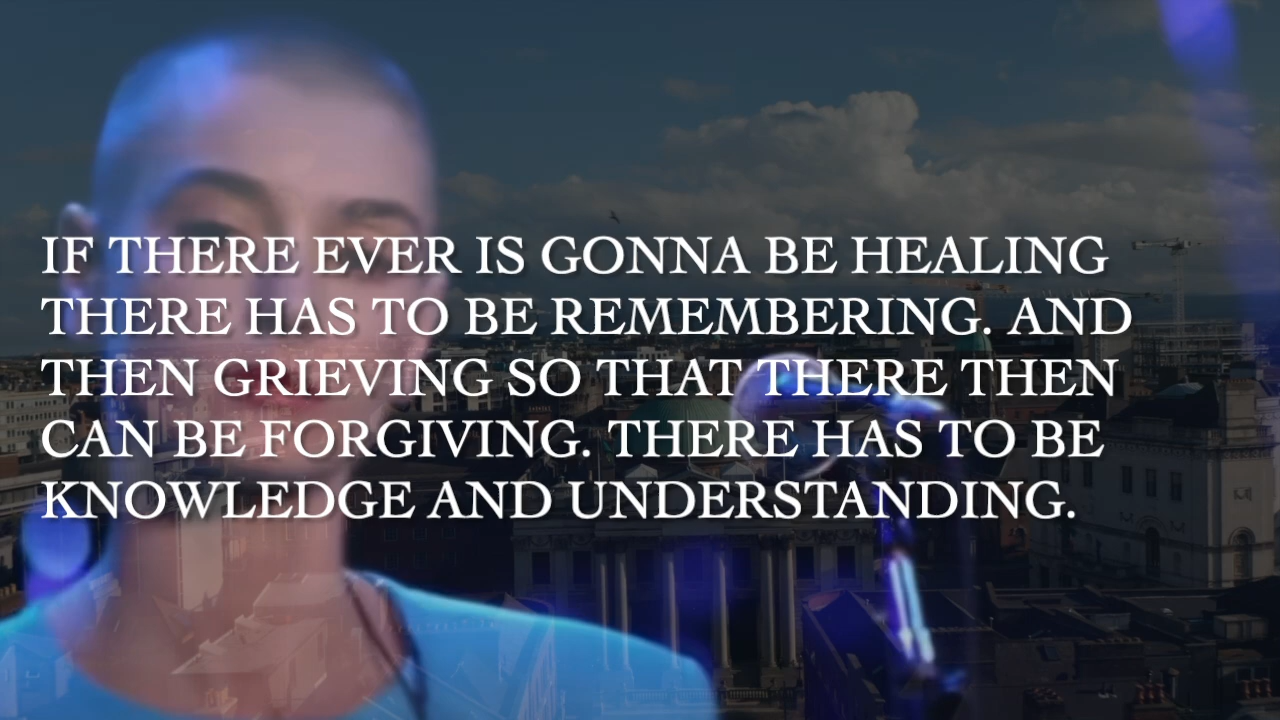 IF THERE EVER IS GONNA BE HEALING
THERE HAS TO BE REMEMBERING. AND
THEN GRIEVING SO THAT THERE THEN
CAN BE FORGIVING. THERE HAS TO BE
KNOWLEDGE AND UNDERSTANDING.